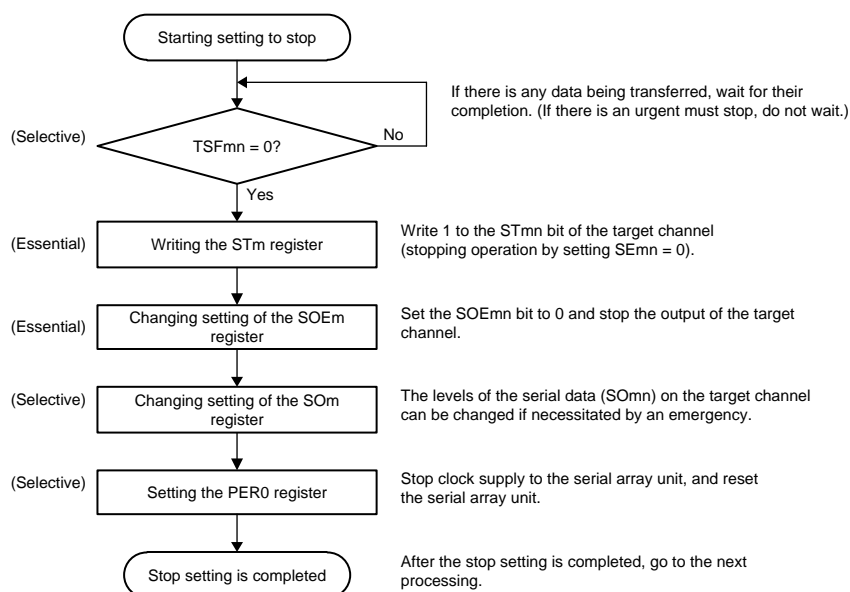 Starting setting to stop
If there is any data being transferred, wait for their
completion. (If there is an urgent must stop, do not wait.)
(Selective)
TSFmn = 0?
No
Yes
(Essential)
Writing the STm register
Write 1 to the STmn bit of the target channel
(stopping operation by setting SEmn = 0).
(Essential)
Changing setting of the SOEm
register
Set the SOEmn bit to 0 and stop the output of the target
channel.
(Selective)
Changing setting of the SOm
register
The levels of the serial data (SOmn) on the target channel
can be changed if necessitated by an emergency.
(Selective)
Setting the PER0 register
Stop clock supply to the serial array unit, and reset
the serial array unit.
Stop setting is completed
After the stop setting is completed, go to the next
processing.